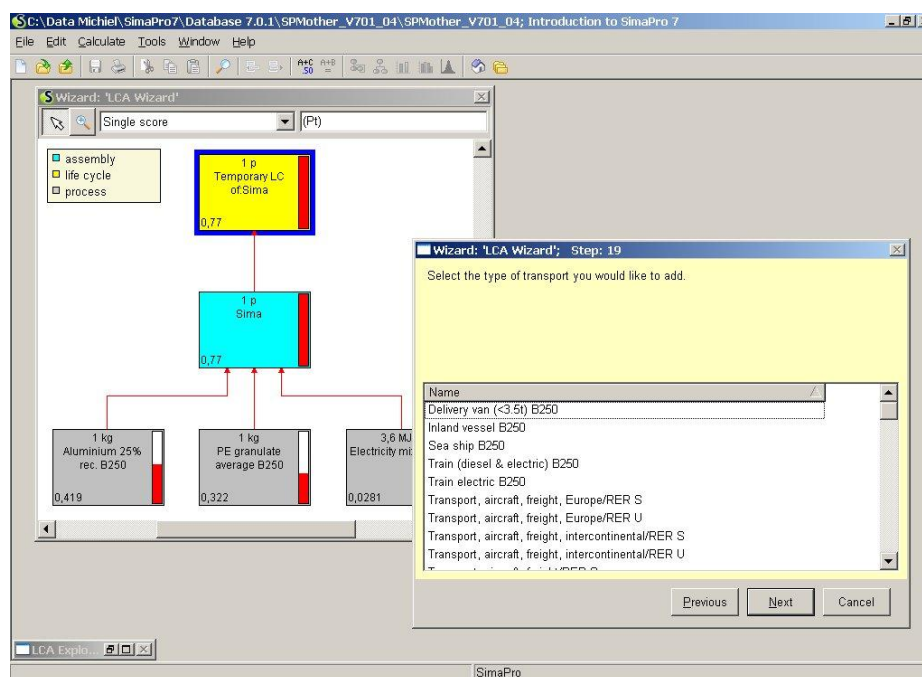 C:\Data Michiel\SimaPro7\Database 7.0.1\SPMother_V701_04\SPMother_V701_04; Introduction to SimaPro 7
File Edit Calculate Tools Window Help
A+C
50
A+B
=
Wizard: 'LCA Wizard'
Single score
(Pt)
assembly
life cycle
process
1 p
Temporary LC
of:Sima
0,77
1 p
Sima
0,77
1 kg
Aluminium 25%
rec. B250
0,419
1 kg
PE granulate
average B250
0,322
3,6 MJ
Electricity
0,0281
Wizard: 'LCA Wizard'; Step: 19
Select the type of transport you would like to add.
Name
Delivery van (<3.5t) B250
Inland vessel B250
Sea ship B250
Train (diesel & electric) B250
Train electric B250
Transport, aircraft, freight, Europe/RER S
Transport, aircraft, freight, Europe/RER U
Transport, aircraft, freight, intercontinental/RER S
Transport, aircraft, freight, intercontinental/RER U
Previous Next Cancel
LCA Explo...
SimaPro